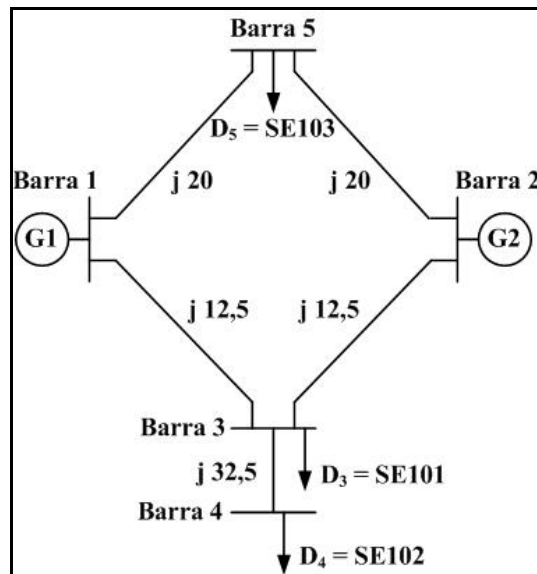 Barra 5
D₅ = SE103
Barra 1
j 20
j 20
Barra 2
G1
G2
j 12,5
j 12,5
Barra 3
j 32,5
D₃ = SE101
Barra 4
D₄ = SE102